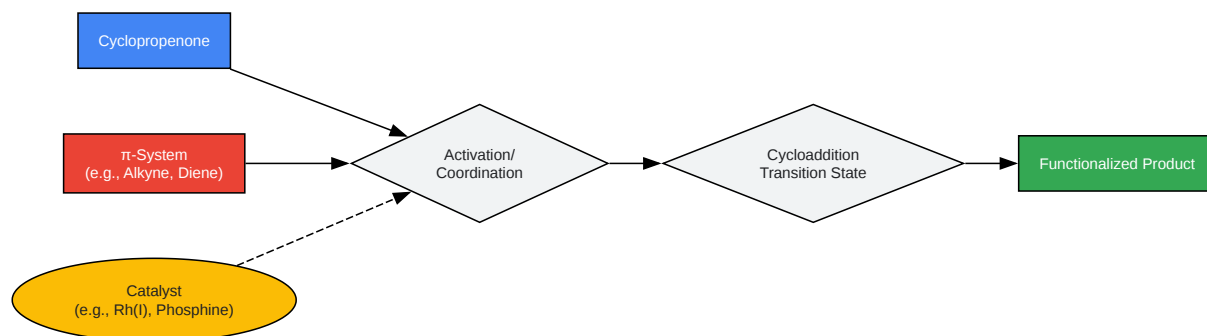 Cyclopropenone
π-System
(e.g., Alkyne, Diene)
Catalyst
(e.g., Rh(I), Phosphine)
Activation/
Coordination
Cycloaddition
Transition State
Functionalized Product